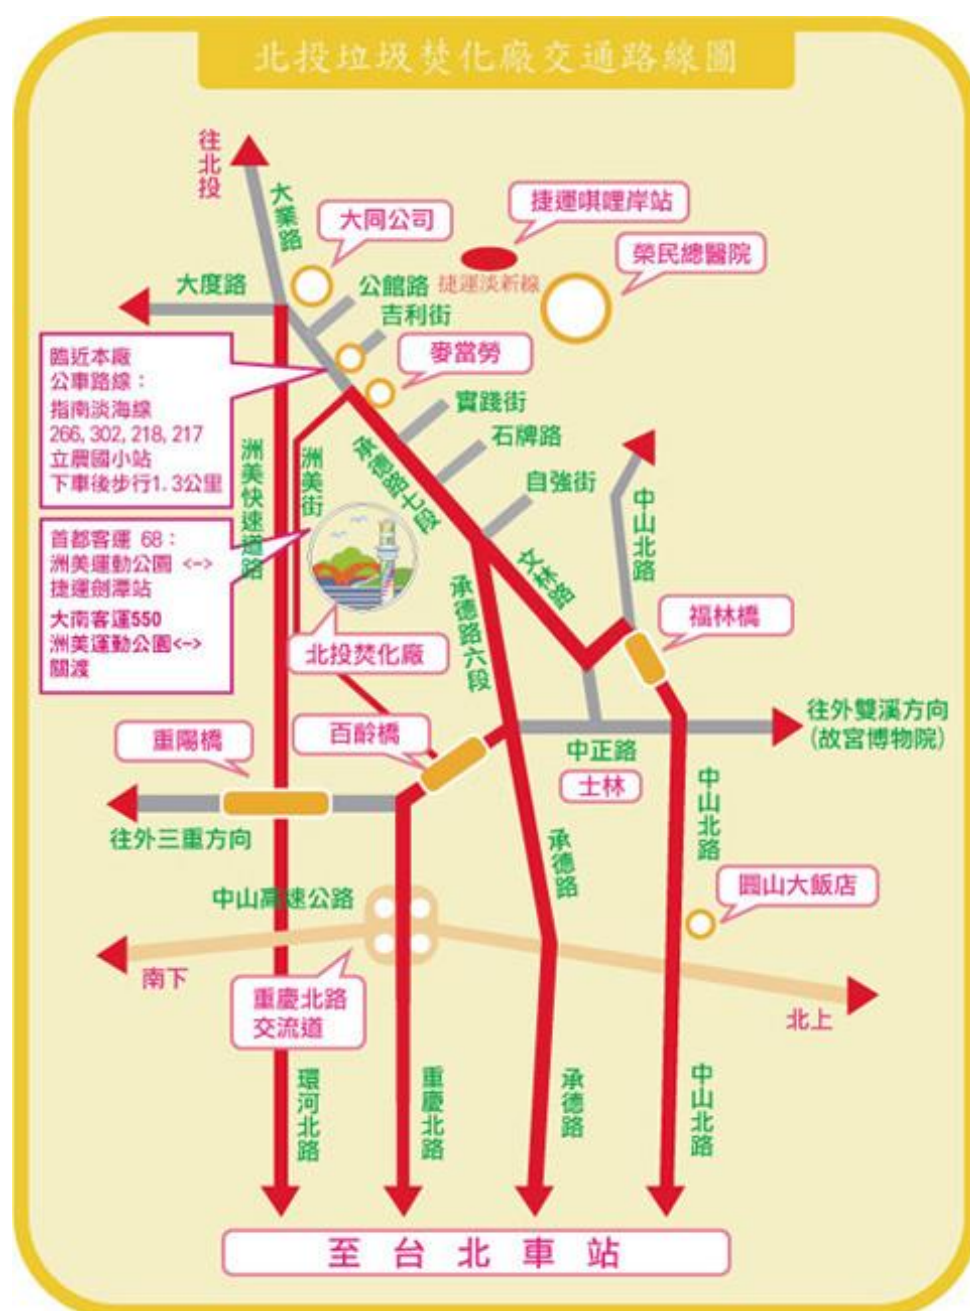 北投垃圾焚化廠交通路線圖
往北投
大業路
大同公司
捷運唭哩岸站
榮民總醫院
大度路
公館路
捷運淡新線
吉利街
麥當勞
臨近本廠
公車路線：
指南淡海線
266, 302, 218, 217
立農國小站
下車後步行1.3公里
實踐街
石牌路
自強街
洲美快速道路
洲美街
承德路七段
文林路
中山北路
首都客運 68：
洲美運動公園 <->
捷運劍潭站
大南客運550
洲美運動公園<->
關渡
承德路六段
福林橋
北投焚化廠
重陽橋
百齡橋
中正路
往外雙溪方向
(故宮博物院)
士林
往外三重方向
中山北路
承德路
中山高速公路
圓山大飯店
南下
重慶北路
交流道
北上
環河北路
重慶北路
承德路
中山北路
至台北車站